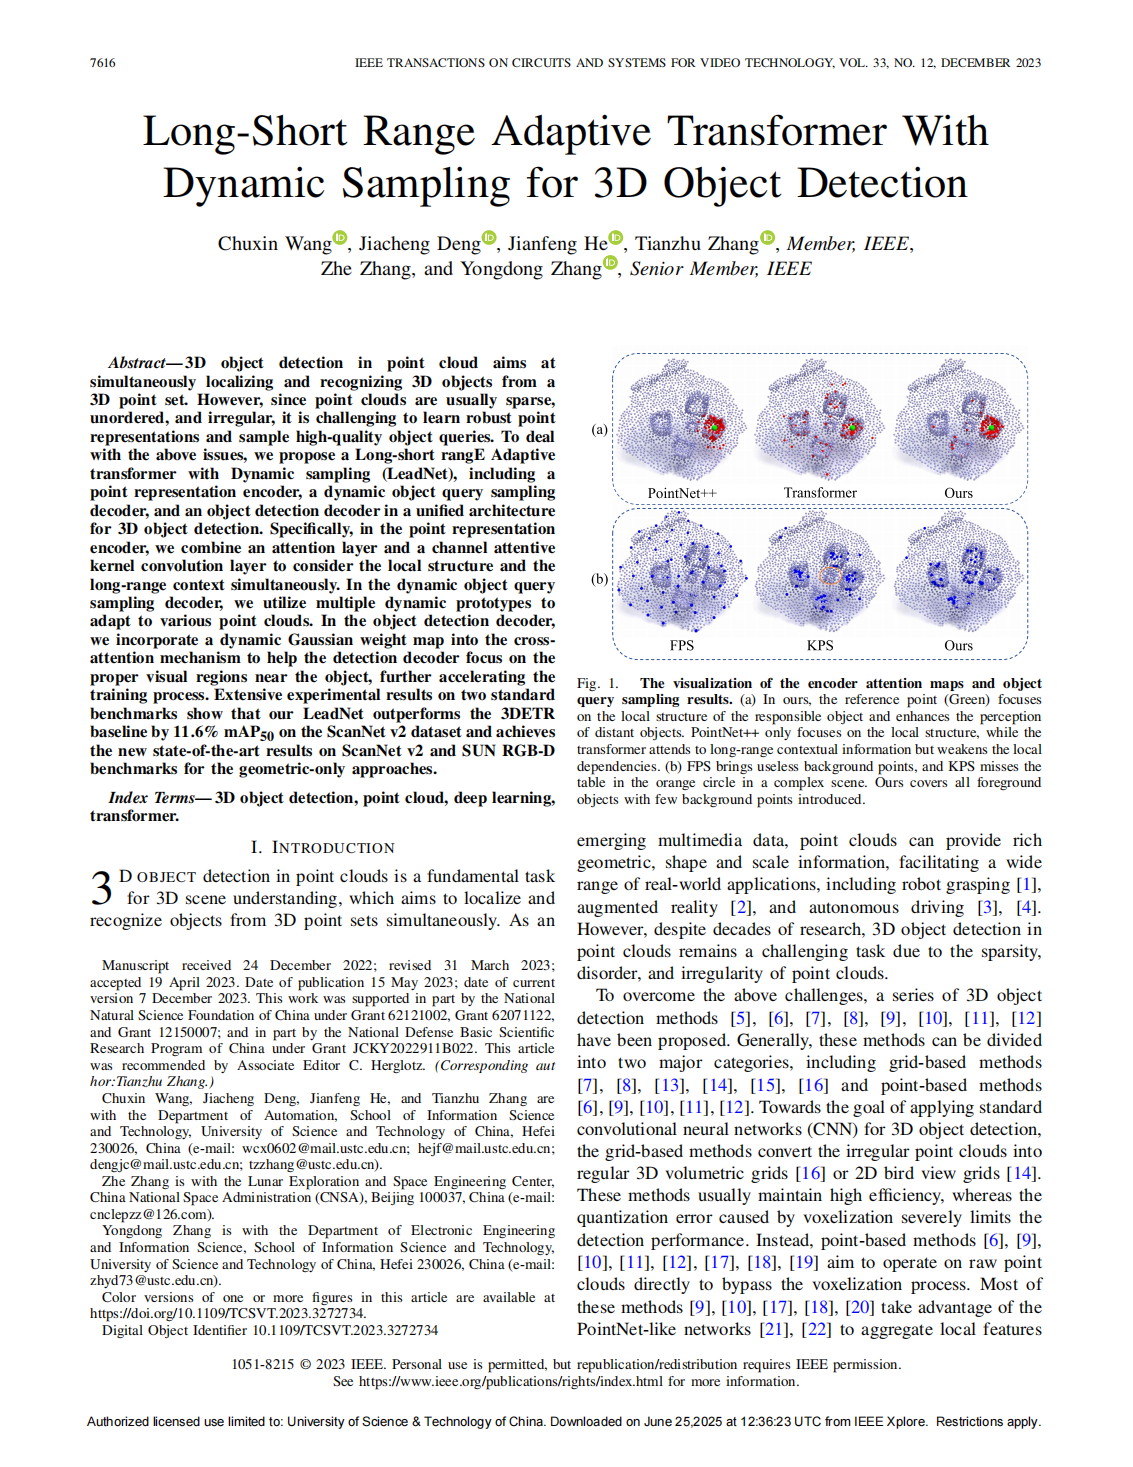 7616
IEEE TRANSACTIONS ON CIRCUITS AND SYSTEMS FOR VIDEO TECHNOLOGY, VOL. 33, NO. 12, DECEMBER 2023
Long-Short Range Adaptive Transformer With
Dynamic Sampling for 3D Object Detection
Chuxin Wang, Jiacheng Deng, Jianfeng He, Tianzhu Zhang, Member, IEEE,
Zhe Zhang, and Yongdong Zhang, Senior Member, IEEE
Abstract—3D object detection in point cloud aims at
simultaneously localizing and recognizing 3D objects from a
3D point set. However, since point clouds are usually sparse,
unordered, and irregular, it is challenging to learn robust point
representations and sample high-quality object queries. To deal
with the above issues, we propose a Long-short rangE Adaptive
transformer with Dynamic sampling (LeadNet), including a
point representation encoder, a dynamic object query sampling
decoder, and an object detection decoder in a unified architecture
for 3D object detection. Specifically, in the point representation
encoder, we combine an attention layer and a channel attentive
kernel convolution layer to consider the local structure and the
long-range context simultaneously. In the dynamic object query
sampling decoder, we utilize multiple dynamic prototypes to
adapt to various point clouds. In the object detection decoder,
we incorporate a dynamic Gaussian weight map into the cross-
attention mechanism to help the detection decoder focus on the
proper visual regions near the object, further accelerating the
training process. Extensive experimental results on two standard
benchmarks show that our LeadNet outperforms the 3DETR
baseline by 11.6% mAP50 on the ScanNet v2 dataset and achieves
the new state-of-the-art results on ScanNet v2 and SUN RGB-D
benchmarks for the geometric-only approaches.
Index Terms—3D object detection, point cloud, deep learning,
transformer.
I. INTRODUCTION
3D OBJECT detection in point clouds is a fundamental task
for 3D scene understanding, which aims to localize and
recognize objects from 3D point sets simultaneously. As an
Manuscript received 24 December 2022; revised 31 March 2023;
accepted 19 April 2023. Date of publication 15 May 2023; date of current
version 7 December 2023. This work was supported in part by the National
Natural Science Foundation of China under Grant 62121002, Grant 62071122,
and Grant 12150007; and in part by the National Defense Basic Scientific
Research Program of China under Grant JCKY2022911B022. This article
was recommended by Associate Editor C. Herglotz. (Corresponding aut
hor:Tianzhu Zhang.)
Chuxin Wang, Jiacheng Deng, Jianfeng He, and Tianzhu Zhang are
with the Department of Automation, School of Information Science
and Technology, University of Science and Technology of China, Hefei
230026, China (e-mail: wcx0602@mail.ustc.edu.cn; hejf@mail.ustc.edu.cn;
dengjc@mail.ustc.edu.cn; tzzhang@ustc.edu.cn).
Zhe Zhang is with the Lunar Exploration and Space Engineering Center,
China National Space Administration (CNSA), Beijing 100037, China (e-mail:
cnclepzz@126.com).
Yongdong Zhang is with the Department of Electronic Engineering
and Information Science, School of Information Science and Technology,
University of Science and Technology of China, Hefei 230026, China (e-mail:
zhyd73@ustc.edu.cn).
Color versions of one or more figures in this article are available at
https://doi.org/10.1109/TCSVT.2023.3272734.
Digital Object Identifier 10.1109/TCSVT.2023.3272734
(a)
PointNet++ Transformer Ours
(b)
FPS KPS Ours
Fig. 1. The visualization of the encoder attention maps and object
query sampling results. (a) In ours, the reference point (Green) focuses
on the local structure of the responsible object and enhances the perception
of distant objects. PointNet++ only focuses on the local structure, while the
transformer attends to long-range contextual information but weakens the local
dependencies. (b) FPS brings useless background points, and KPS misses the
table in the orange circle in a complex scene. Ours covers all foreground
objects with few background points introduced.
emerging multimedia data, point clouds can provide rich
geometric, shape and scale information, facilitating a wide
range of real-world applications, including robot grasping [1],
augmented reality [2], and autonomous driving [3], [4].
However, despite decades of research, 3D object detection in
point clouds remains a challenging task due to the sparsity,
disorder, and irregularity of point clouds.
To overcome the above challenges, a series of 3D object
detection methods [5], [6], [7], [8], [9], [10], [11], [12]
have been proposed. Generally, these methods can be divided
into two major categories, including grid-based methods
[7], [8], [13], [14], [15], [16] and point-based methods
[6], [9], [10], [11], [12]. Towards the goal of applying standard
convolutional neural networks (CNN) for 3D object detection,
the grid-based methods convert the irregular point clouds into
regular 3D volumetric grids [16] or 2D bird view grids [14].
These methods usually maintain high efficiency, whereas the
quantization error caused by voxelization severely limits the
detection performance. Instead, point-based methods [6], [9],
[10], [11], [12], [17], [18], [19] aim to operate on raw point
clouds directly to bypass the voxelization process. Most of
these methods [9], [10], [17], [18], [20] take advantage of the
PointNet-like networks [21], [22] to aggregate local features
1051-8215 © 2023 IEEE. Personal use is permitted, but republication/redistribution requires IEEE permission.
See https://www.ieee.org/publications/rights/index.html for more information.
Authorized licensed use limited to: University of Science & Technology of China. Downloaded on June 25,2025 at 12:36:23 UTC from IEEE Xplore. Restrictions apply.